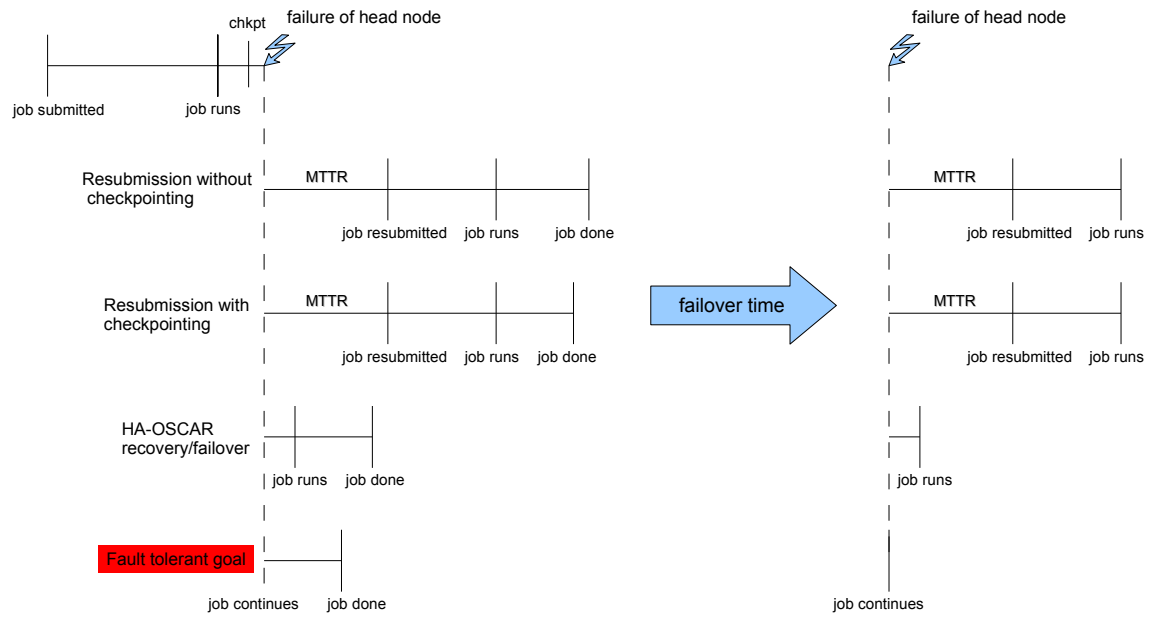 failure of head node
chkpt
job submitted
job runs
Resubmission without
checkpointing
MTTR
job resubmitted
job runs
job done
Resubmission with
checkpointing
MTTR
job resubmitted
job runs
job done
HA-OSCAR
recovery/failover
job runs
job done
Fault tolerant goal
job continues
job done
failover time
failure of head node
MTTR
job resubmitted
job runs
MTTR
job resubmitted
job runs
job runs
job continues